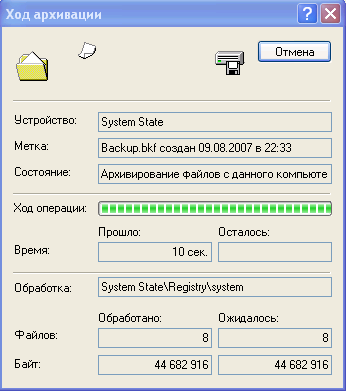 Ход архивации
Отмена
Устройство: System State
Метка: Backup.bkf создан 09.08.2007 в 22:33
Состояние: Архивирование файлов с данного компьюте
Ход операции:
Прошло: Осталось:
Время: 10 сек.
Обработка: System State\Registry\system
Обработано: Ожидалось:
Файлов: 8 8
Байт: 44 682 916 44 682 916